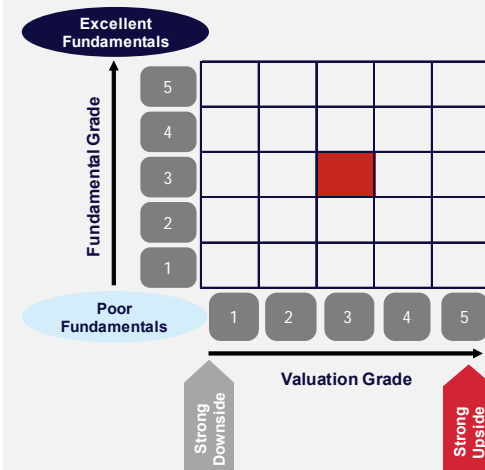 Excellent
Fundamentals
Fundamental Grade
5
4
3
2
1
Poor
Fundamentals
1
2
3
4
5
Valuation Grade
Strong
Downside
Strong
Upside